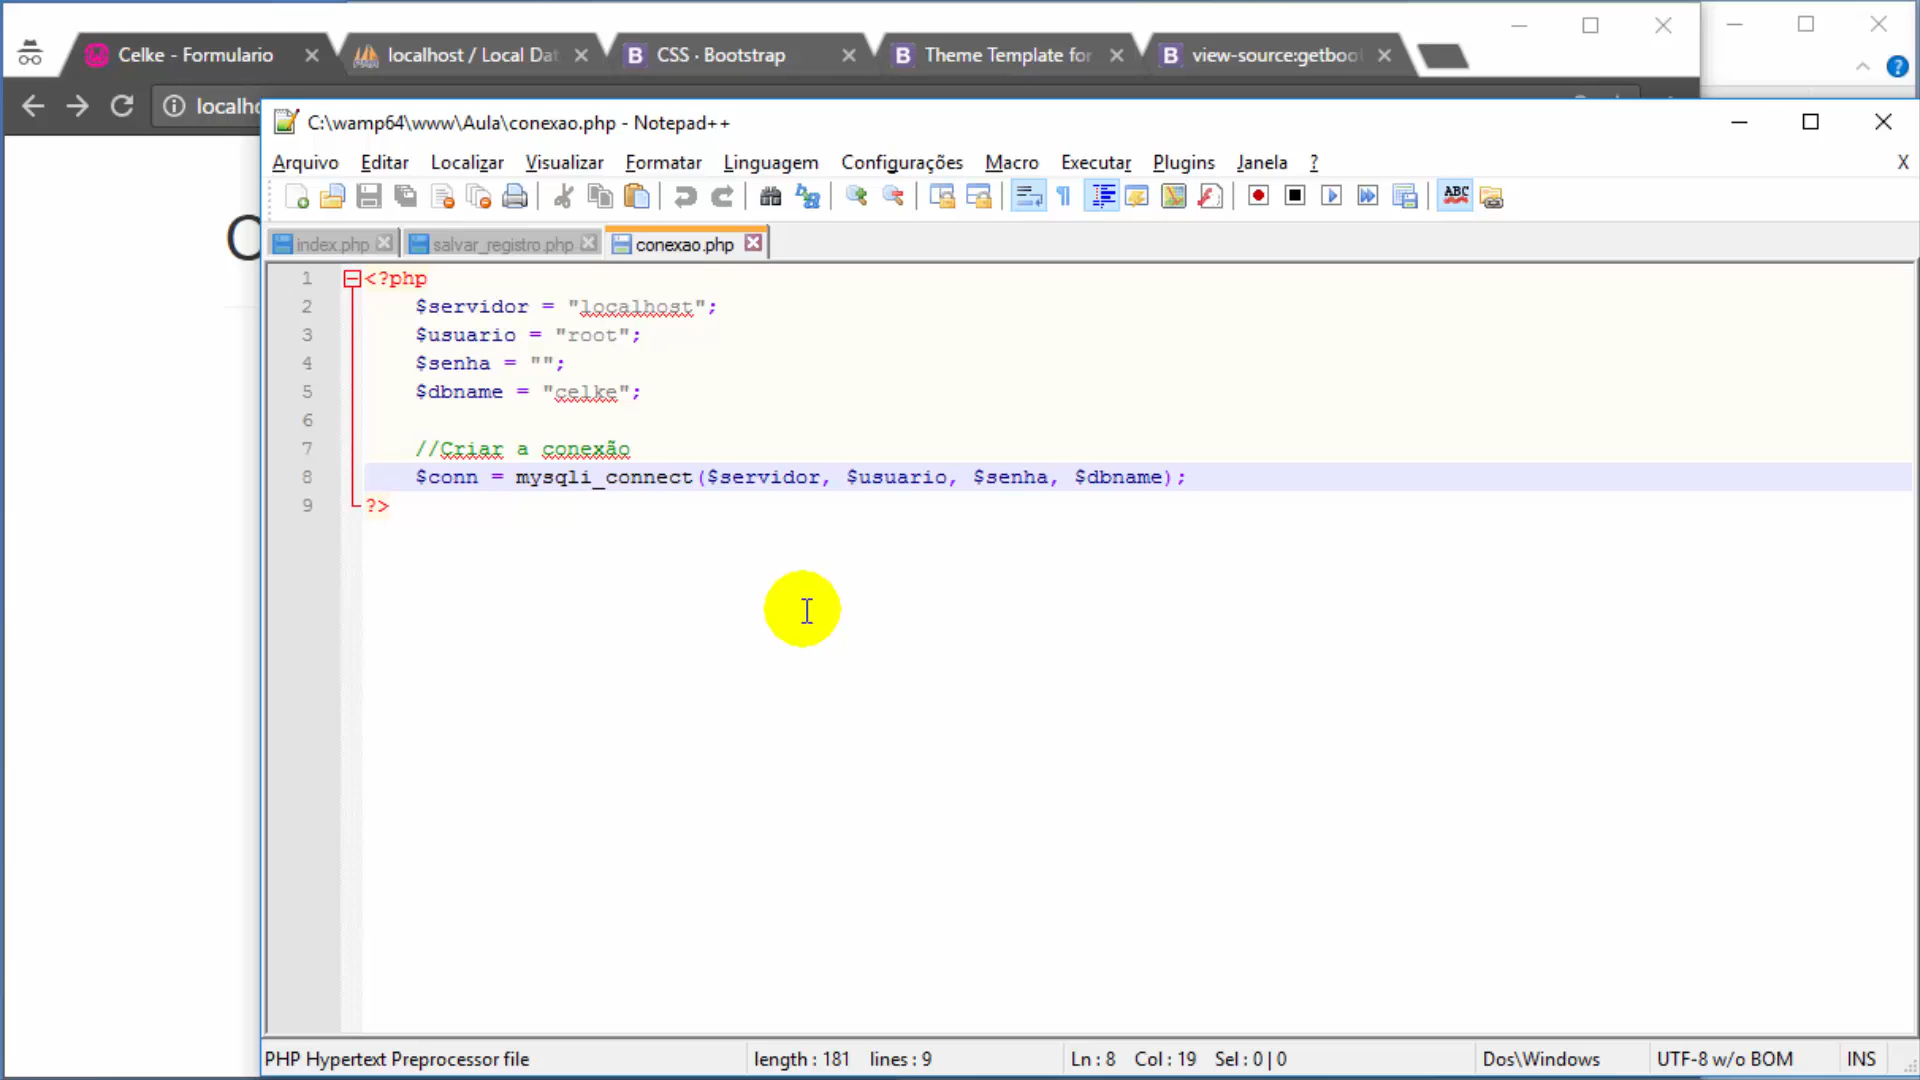 Celke - Formulario
localhost / Local Dat
CSS · Bootstrap
Theme Template for
view-source:getboot
C:\wamp64\www\Aula\conexao.php - Notepad++
Arquivo Editar Localizar Visualizar Formatar Linguagem Configurações Macro Executar Plugins Janela ? X
ABC
index.php salvar_registro.php conexao.php
1 <?php
2 $servidor = "localhost";
3 $usuario = "root";
4 $senha = "";
5 $dbname = "celke";
6
7 //Criar a conexão
8 $conn = mysqli_connect($servidor, $usuario, $senha, $dbname);
9 ?>
PHP Hypertext Preprocessor file length : 181 lines : 9 Ln : 8 Col : 19 Sel : 0 | 0 Dos\Windows UTF-8 w/o BOM INS